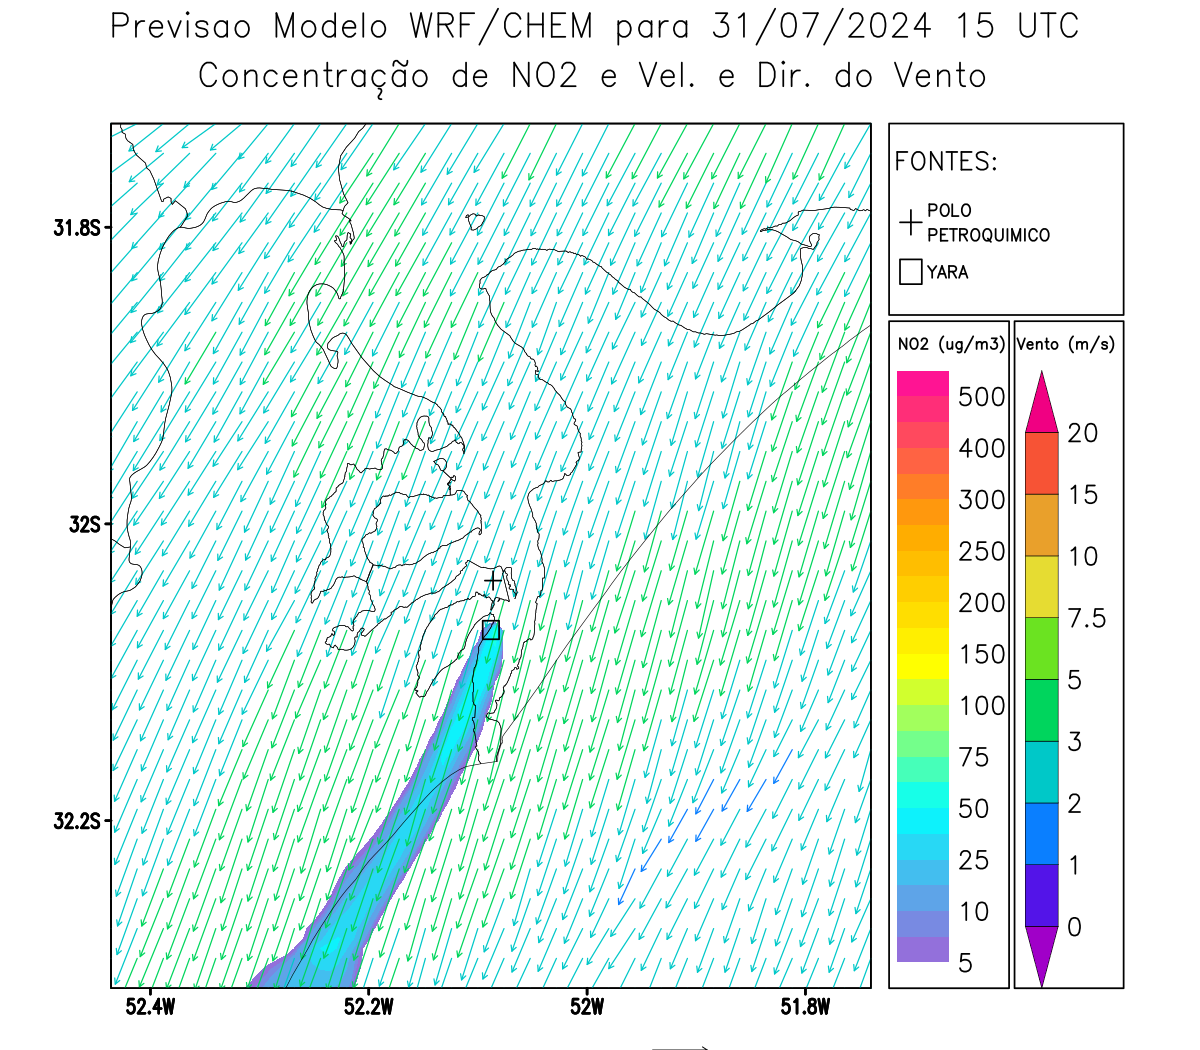 Previsao Modelo WRF/CHEM para 31/07/2024 15 UTC
Concentração de NO2 e Vel. e Dir. do Vento
FONTES:
POLO
PETROQUIMICO
YARA
NO2 (ug/m3)
500
400
300
250
200
150
100
75
50
25
10
5
Vento (m/s)
20
15
10
7.5
5
3
2
1
0
31.8S
32S
32.2S
52.4W
52.2W
52W
51.8W